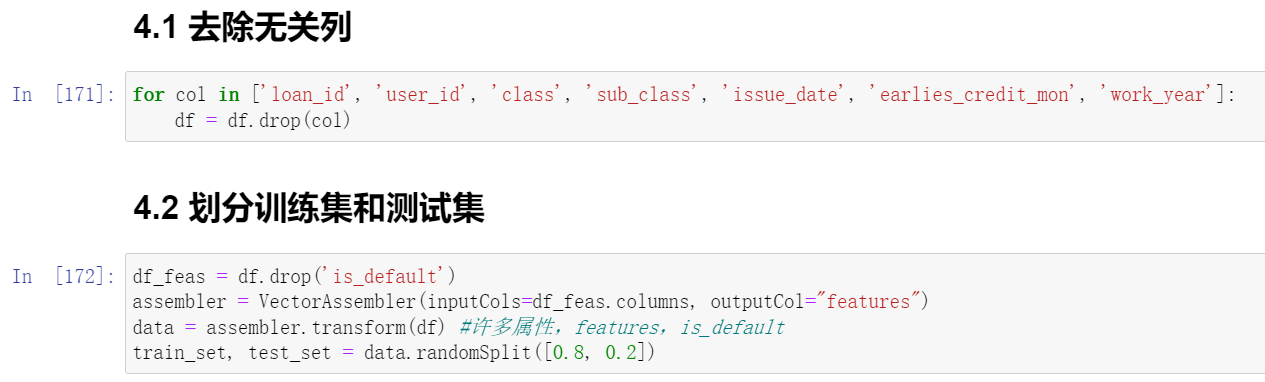 4.1 去除无关列
In [171]: for col in ['loan_id', 'user_id', 'class', 'sub_class', 'issue_date', 'earlies_credit_mon', 'work_year']:
df = df.drop(col)
4.2 划分训练集和测试集
In [172]: df_feas = df.drop('is_default')
assembler = VectorAssembler(inputCols=df_feas.columns, outputCol="features")
data = assembler.transform(df) #许多属性，features，is_default
train_set, test_set = data.randomSplit([0.8, 0.2])